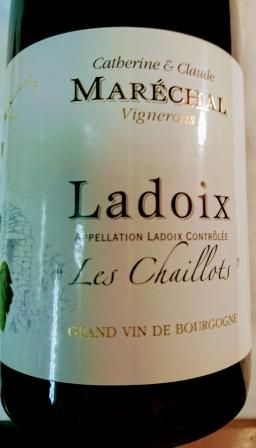 Catherine & Claude
MARÉCHAL
Vignerons
Ladoix
APPELLATION LADOIX CONTRÔLÉE
"Les Chaillots"
GRAND VIN DE BOURGOGNE